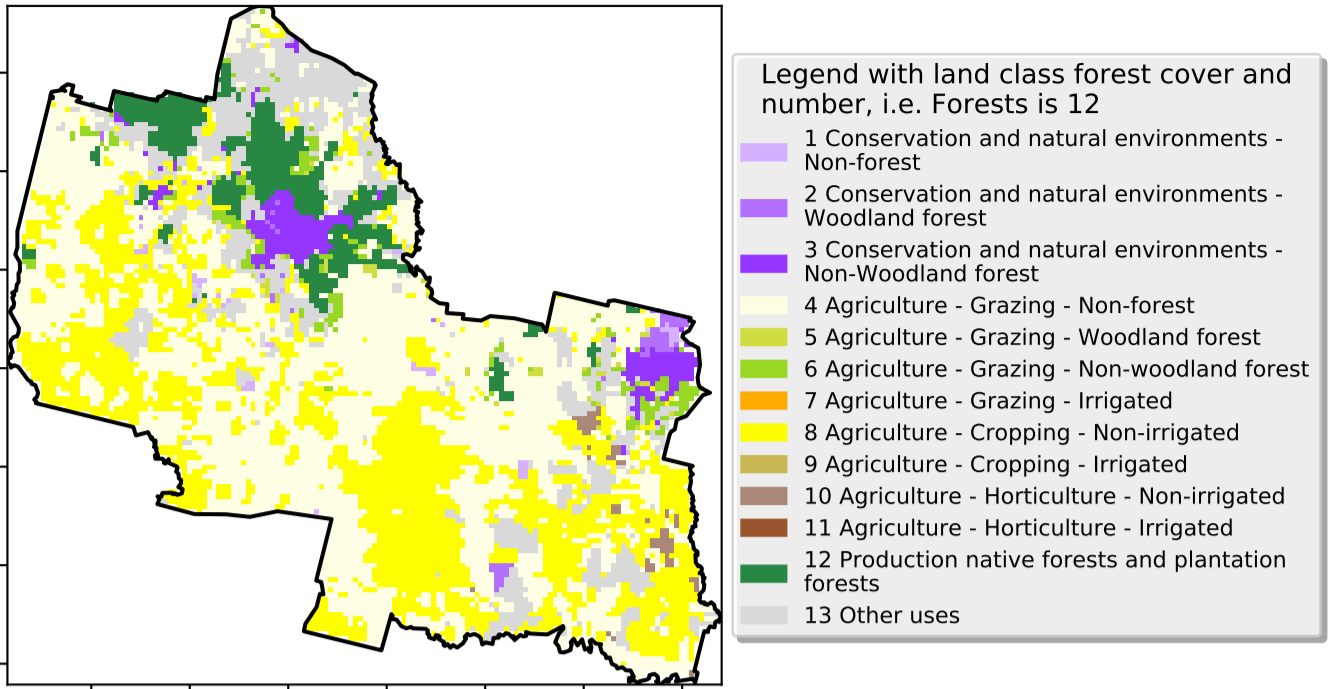 Legend with land class forest cover and
number, i.e. Forests is 12
1 Conservation and natural environments -
Non-forest
2 Conservation and natural environments -
Woodland forest
3 Conservation and natural environments -
Non-Woodland forest
4 Agriculture - Grazing - Non-forest
5 Agriculture - Grazing - Woodland forest
6 Agriculture - Grazing - Non-woodland forest
7 Agriculture - Grazing - Irrigated
8 Agriculture - Cropping - Non-irrigated
9 Agriculture - Cropping - Irrigated
10 Agriculture - Horticulture - Non-irrigated
11 Agriculture - Horticulture - Irrigated
12 Production native forests and plantation
forests
13 Other uses